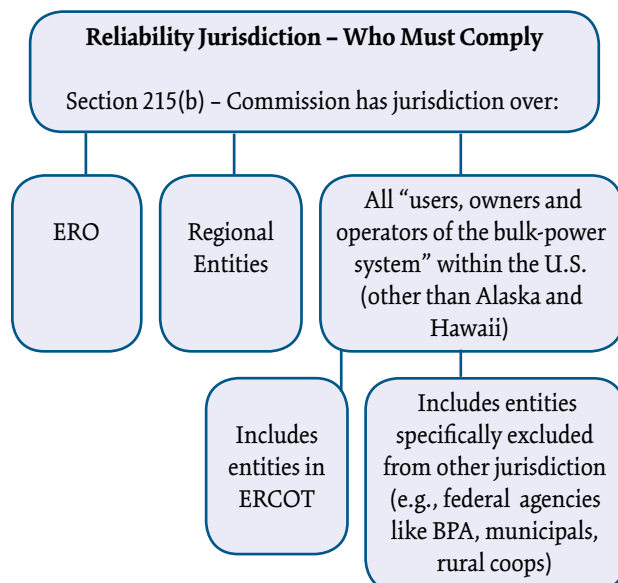 Reliability Jurisdiction – Who Must Comply
Section 215(b) – Commission has jurisdiction over:
ERO
Regional
Entities
All “users, owners and
operators of the bulk-power
system” within the U.S.
(other than Alaska and
Hawaii)
Includes
entities in
ERCOT
Includes entities
specifically excluded
from other jurisdiction
(e.g., federal agencies
like BPA, municipals,
rural coops)